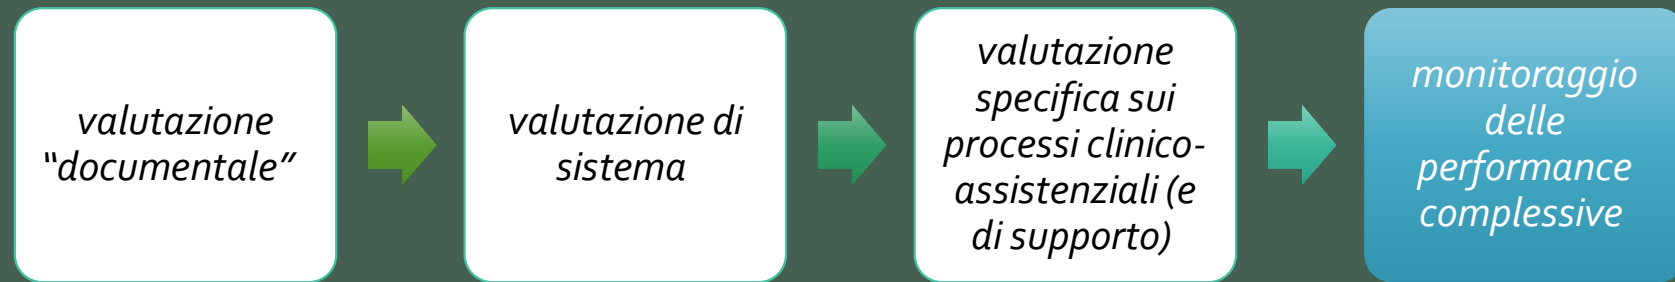 valutazione
“documentale”
valutazione di
sistema
valutazione
specifica sui
processi clinico-
assistenziali (e
di supporto)
monitoraggio
delle
performance
complessive